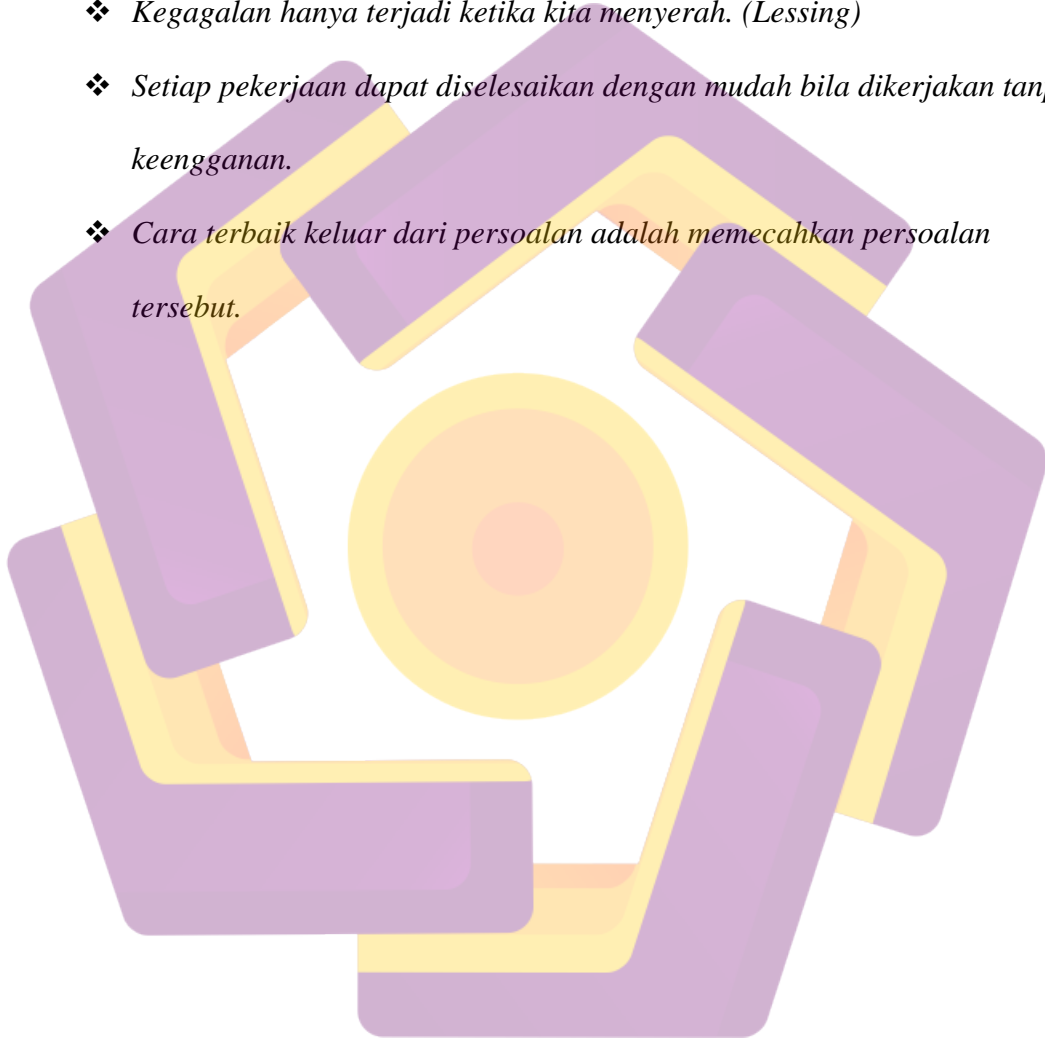 ❖ Kegagalan hanya terjadi ketika kita menyerah. (Lessing)
❖ Setiap pekerjaan dapat diselesaikan dengan mudah bila dikerjakan
keengganan.
❖ Cara terbaik keluar dari persoalan adalah memecahkan persoalan
tersebut.